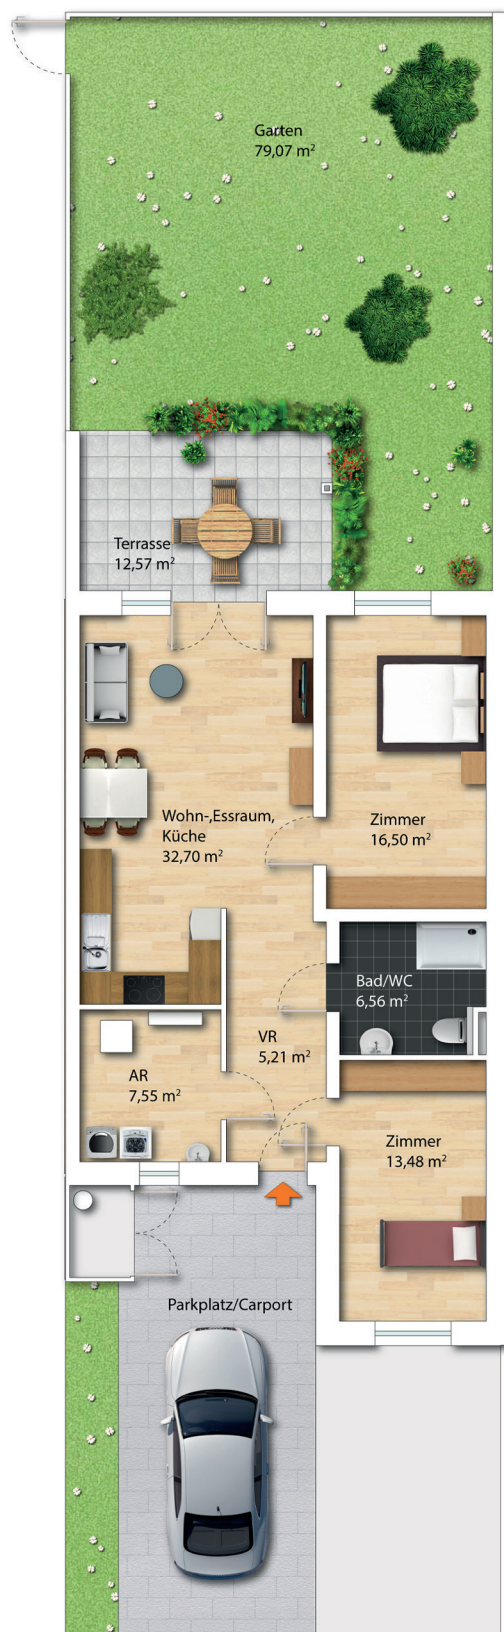 Garten
79,07 m²
Terrasse
12,57 m²
Wohn-,Essraum,
Küche
32,70 m²
Zimmer
16,50 m²
Bad/WC
6,56 m²
VR
5,21 m²
AR
7,55 m²
Zimmer
13,48 m²
Parkplatz/Carport